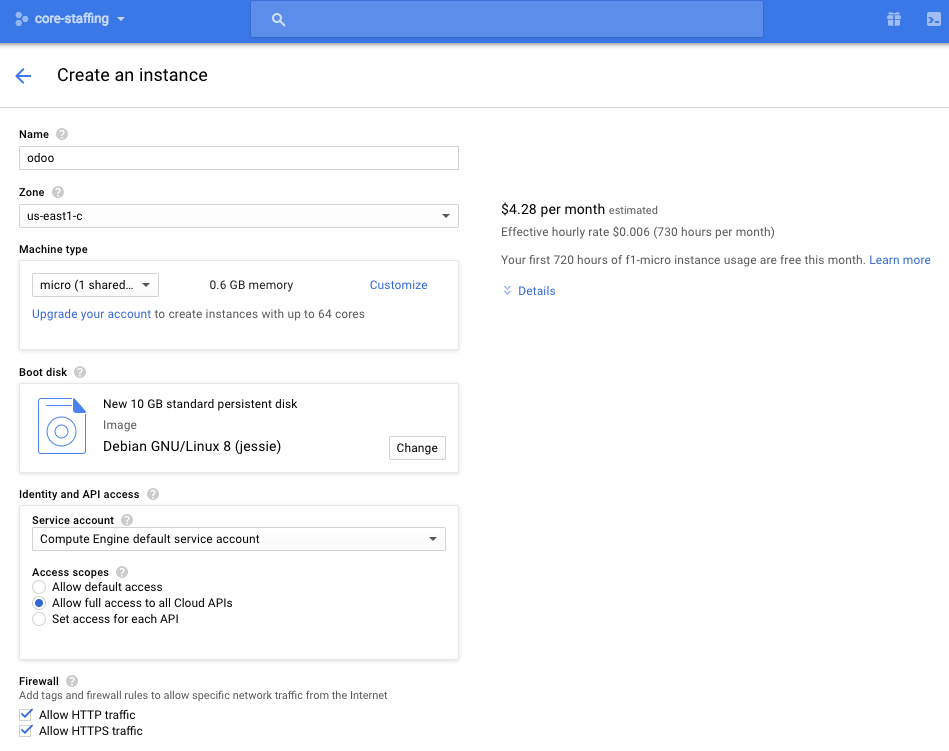 core-staffing
Create an instance
Name ?
odoo
Zone ?
us-east1-c
Machine type
micro (1 shared... 0.6 GB memory Customize
Upgrade your account to create instances with up to 64 cores
Boot disk ?
New 10 GB standard persistent disk
Image
Debian GNU/Linux 8 (jessie)
Change
Identity and API access ?
Service account ?
Compute Engine default service account
Access scopes ?
Allow default access
Allow full access to all Cloud APIs
Set access for each API
Firewall ?
Add tags and firewall rules to allow specific network traffic from the Internet
Allow HTTP traffic
Allow HTTPS traffic
$4.28 per month estimated
Effective hourly rate $0.006 (730 hours per month)
Your first 720 hours of f1-micro instance usage are free this month. Learn more
Details